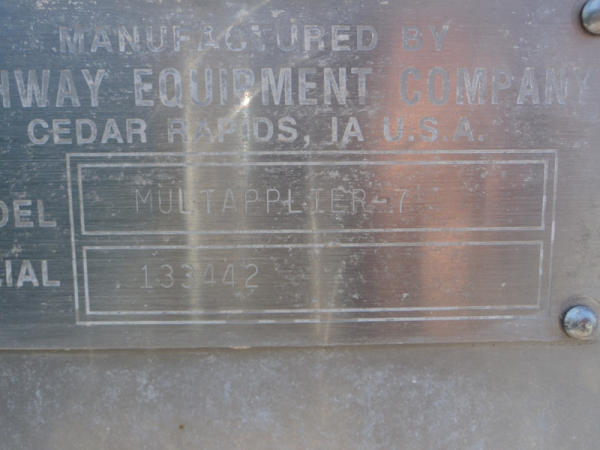 MANUFACTURED BY
HWAY EQUIPMENT COMPANY
CEDAR RAPIDS, IA U.S.A.
DEL MULTAPPLIER-7
IAL 133442